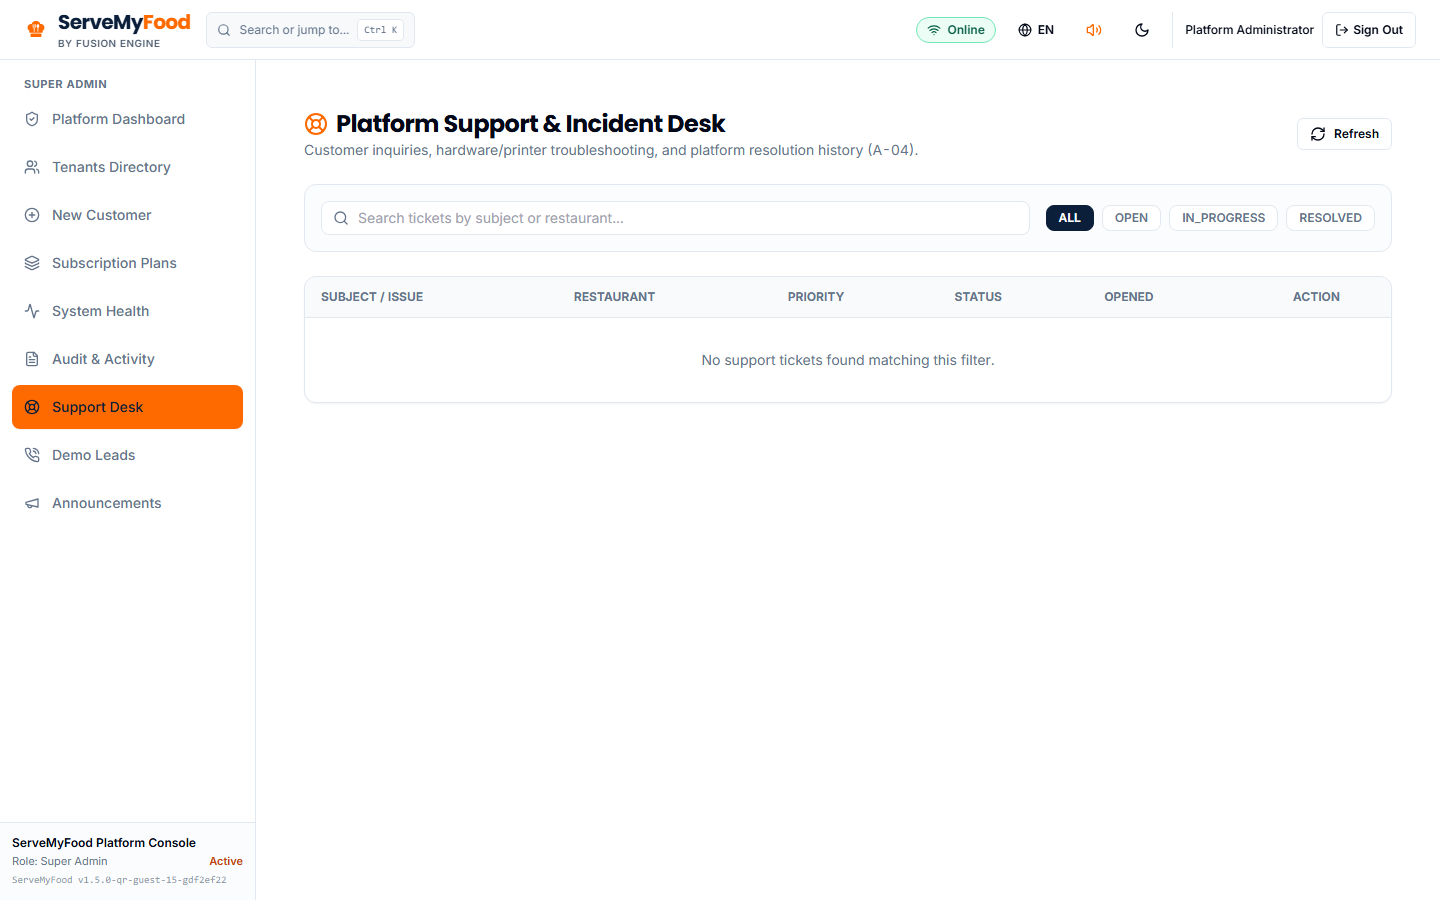 ServeMyFood
BY FUSION ENGINE
Search or jump to...
Ctrl K
Online
EN
Platform Administrator
Sign Out
SUPER ADMIN
Platform Dashboard
Tenants Directory
New Customer
Subscription Plans
System Health
Audit & Activity
Support Desk
Demo Leads
Announcements
Platform Support & Incident Desk
Customer inquiries, hardware/printer troubleshooting, and platform resolution history (A-04).
Refresh
Search tickets by subject or restaurant...
ALL
OPEN
IN_PROGRESS
RESOLVED
SUBJECT / ISSUE
RESTAURANT
PRIORITY
STATUS
OPENED
ACTION
No support tickets found matching this filter.
ServeMyFood Platform Console
Role: Super Admin
Active
ServeMyFood v1.5.0-qr-guest-15-gdf2ef22